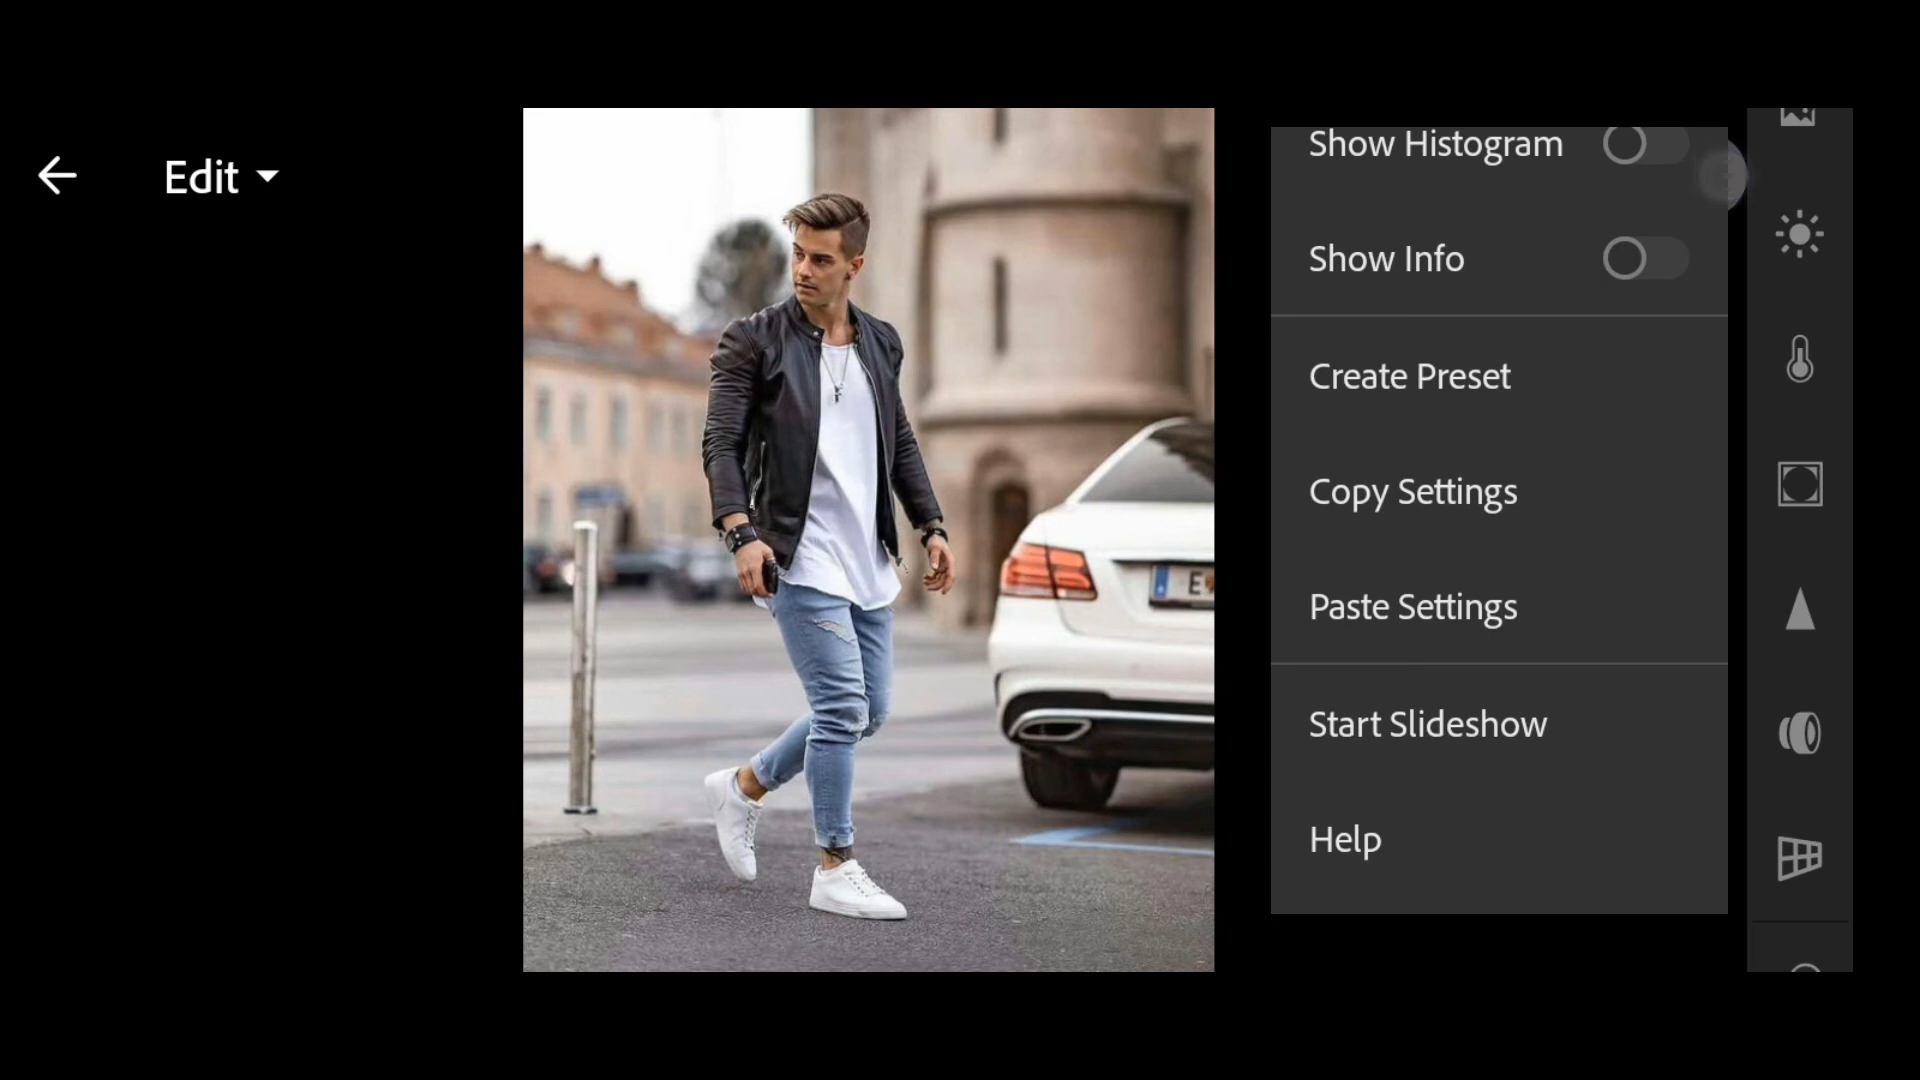 Edit
Show Histogram
Show Info
Create Preset
Copy Settings
Paste Settings
Start Slideshow
Help
E